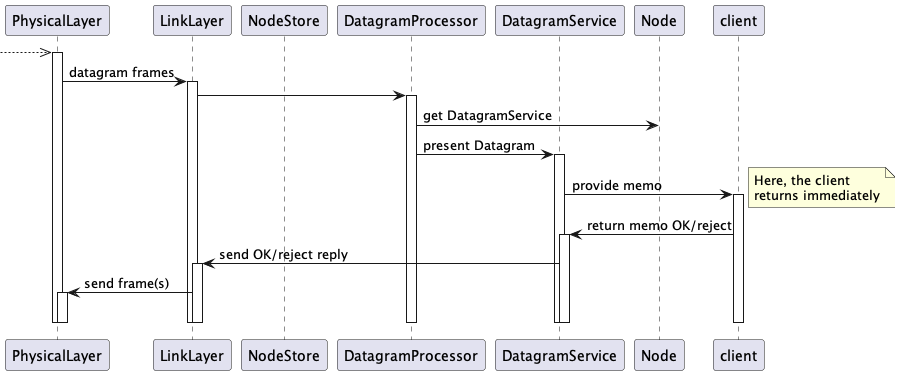 PhysicalLayer
LinkLayer
NodeStore
DatagramProcessor
DatagramService
Node
client
datagram frames
get DatagramService
present Datagram
provide memo
Here, the client
returns immediately
return memo OK/reject
send OK/reject reply
send frame(s)
PhysicalLayer
LinkLayer
NodeStore
DatagramProcessor
DatagramService
Node
client